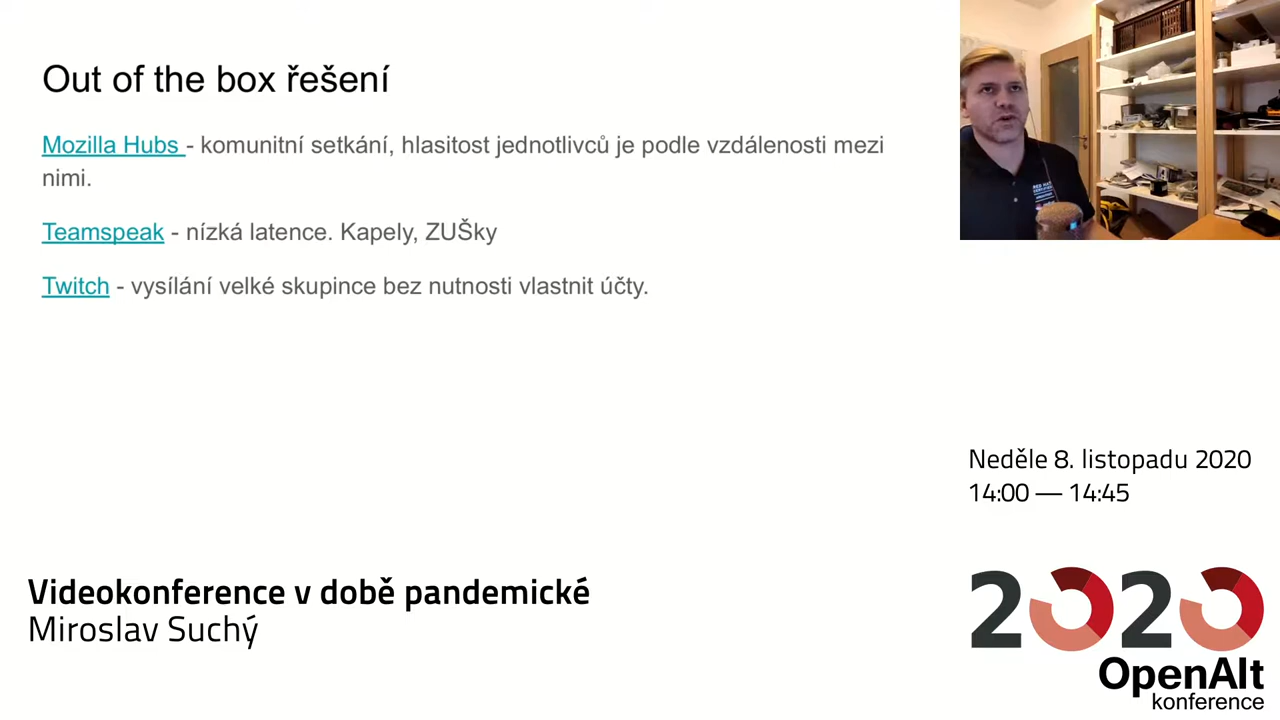 Out of the box řešení
Mozilla Hubs - komunitní setkání, hlasitost jednotlivců je podle vzdálenosti mezi
nimi.
Teamspeak - nízká latence. Kapely, ZUŠky
Twitch - vysílání velké skupince bez nutnosti vlastnit účty.
Neděle 8. listopadu 2020
14:00 — 14:45
Videokonference v době pandemické
Miroslav Suchý
2020
OpenAlt
konference